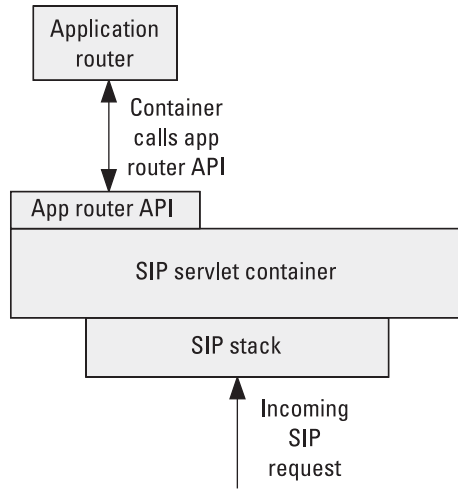 Application
router
Container
calls app
router API
App router API
SIP servlet container
SIP stack
Incoming
SIP
request